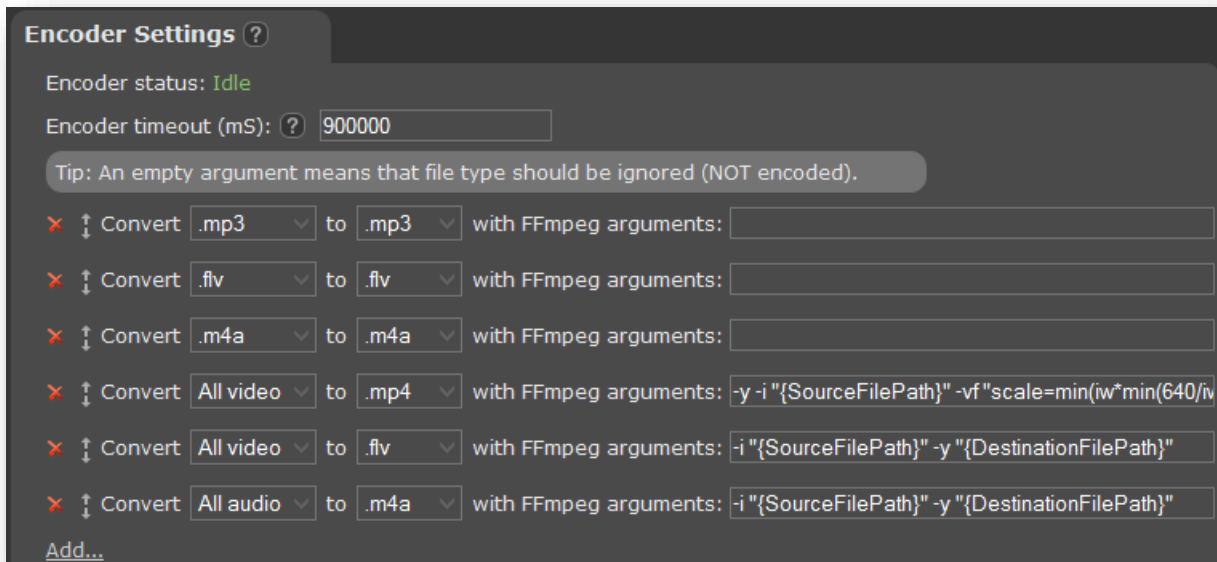 Encoder Settings ?
Encoder status: Idle
Encoder timeout (mS): ? 900000
Tip: An empty argument means that file type should be ignored (NOT encoded).
Convert .mp3 to .mp3 with FFmpeg arguments:
Convert .flv to .flv with FFmpeg arguments:
Convert .m4a to .m4a with FFmpeg arguments:
Convert All video to .mp4 with FFmpeg arguments: -y -i "{SourceFilePath}" -vf "scale=min(iw*min(640/iw
Convert All video to .flv with FFmpeg arguments: -i "{SourceFilePath}" -y "{DestinationFilePath}"
Convert All audio to .m4a with FFmpeg arguments: -i "{SourceFilePath}" -y "{DestinationFilePath}"
Add...